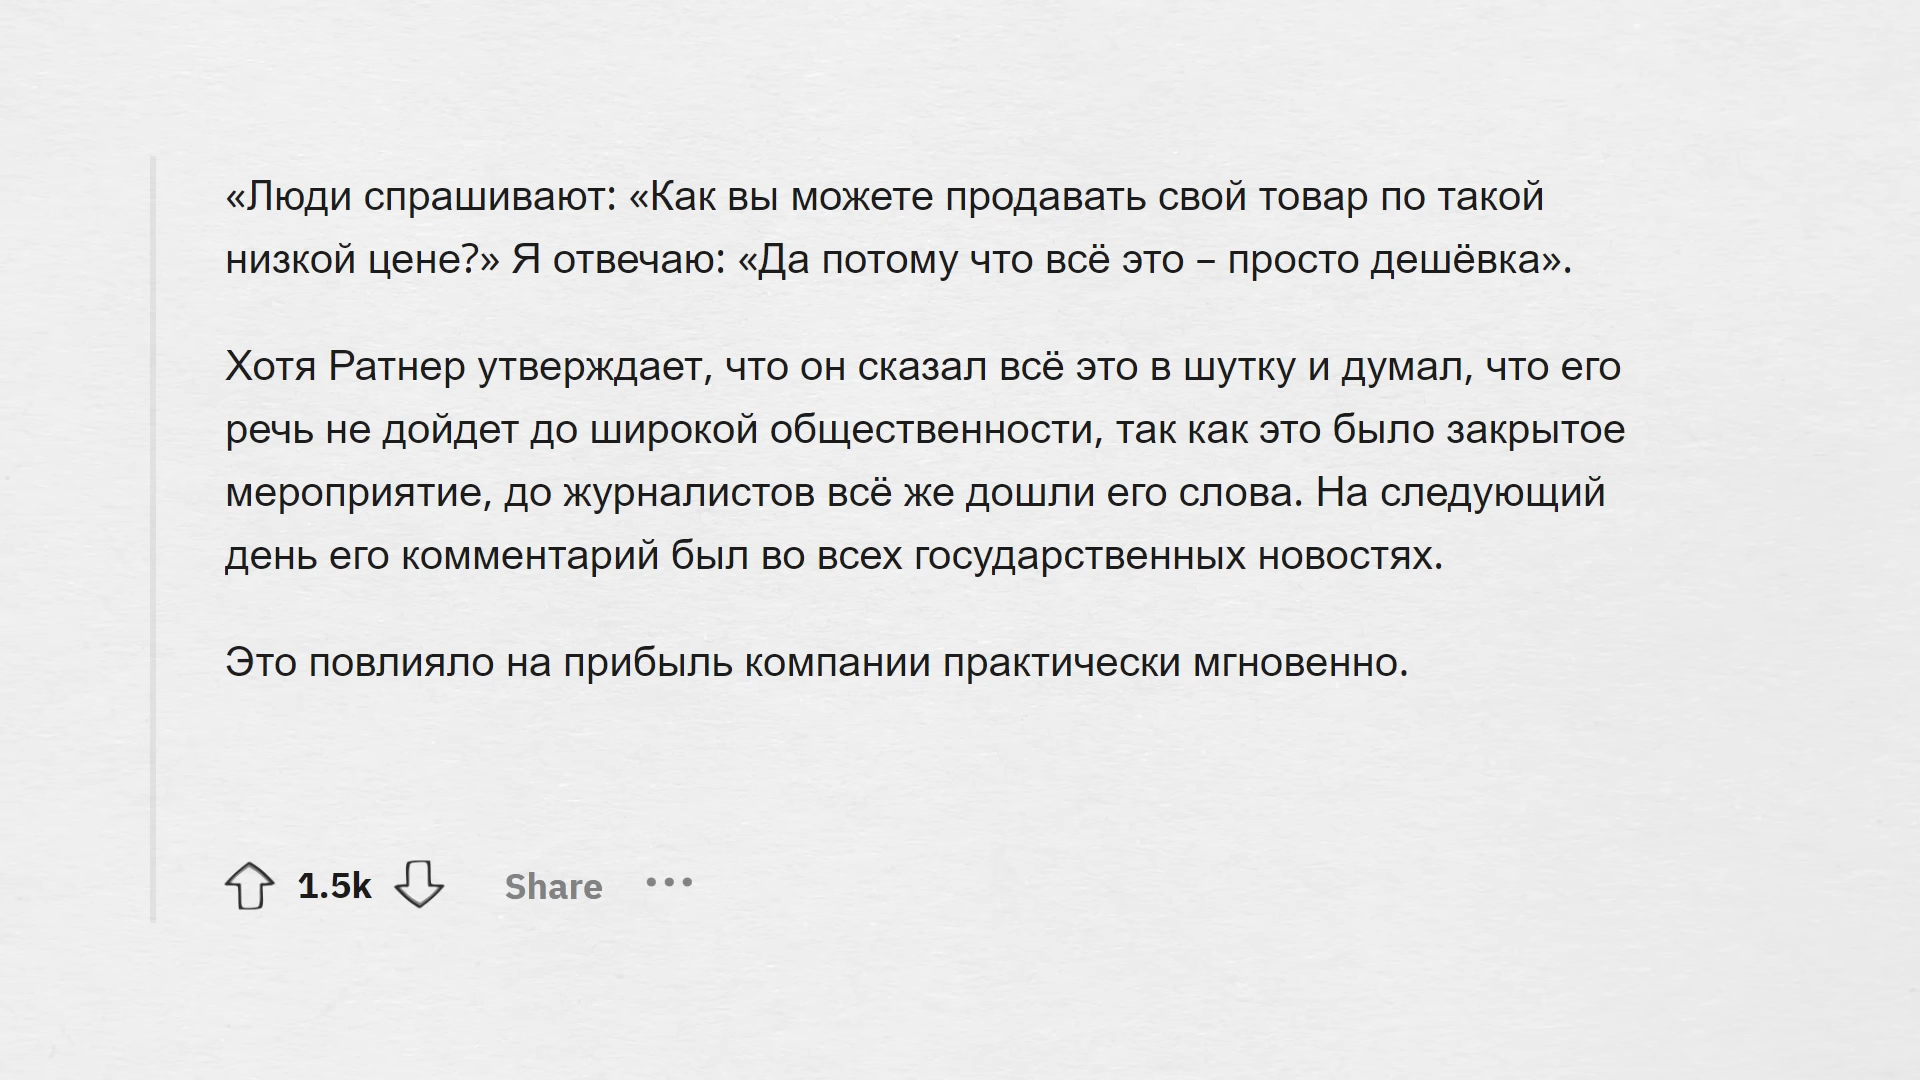 «Люди спрашивают: «Как вы можете продавать свой товар по такой
низкой цене?» Я отвечаю: «Да потому что всё это – просто дешёвка».
Хотя Ратнер утверждает, что он сказал всё это в шутку и думал, что его
речь не дойдет до широкой общественности, так как это было закрытое
мероприятие, до журналистов всё же дошли его слова. На следующий
день его комментарий был во всех государственных новостях.
Это повлияло на прибыль компании практически мгновенно.
1.5k Share